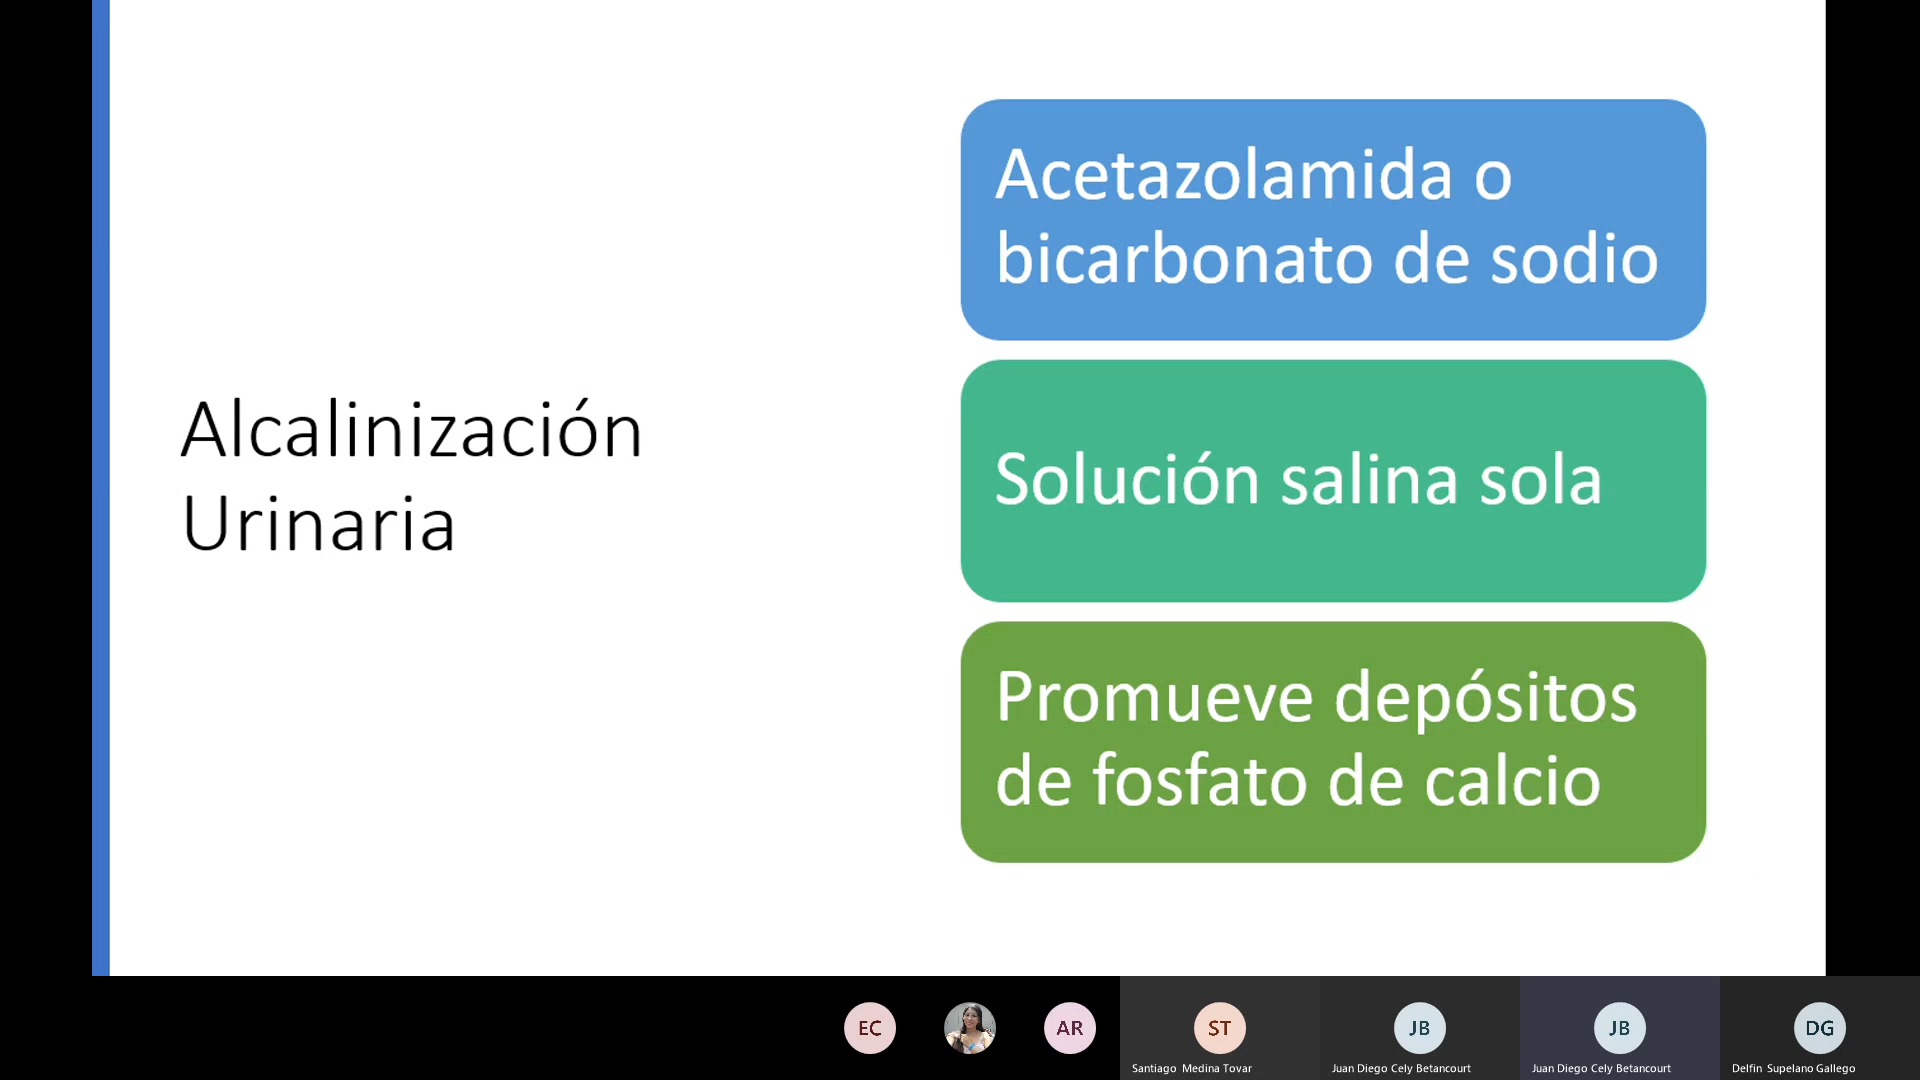 Alcalinización
Urinaria
Acetazolamida o
bicarbonato de sodio
Solución salina sola
Promueve depósitos
de fosfato de calcio
EC
AR
ST
JB
JB
DG
Santiago Medina Tovar
Juan Diego Cely Betancourt
Juan Diego Cely Betancourt
Delfin Supelano Gallego